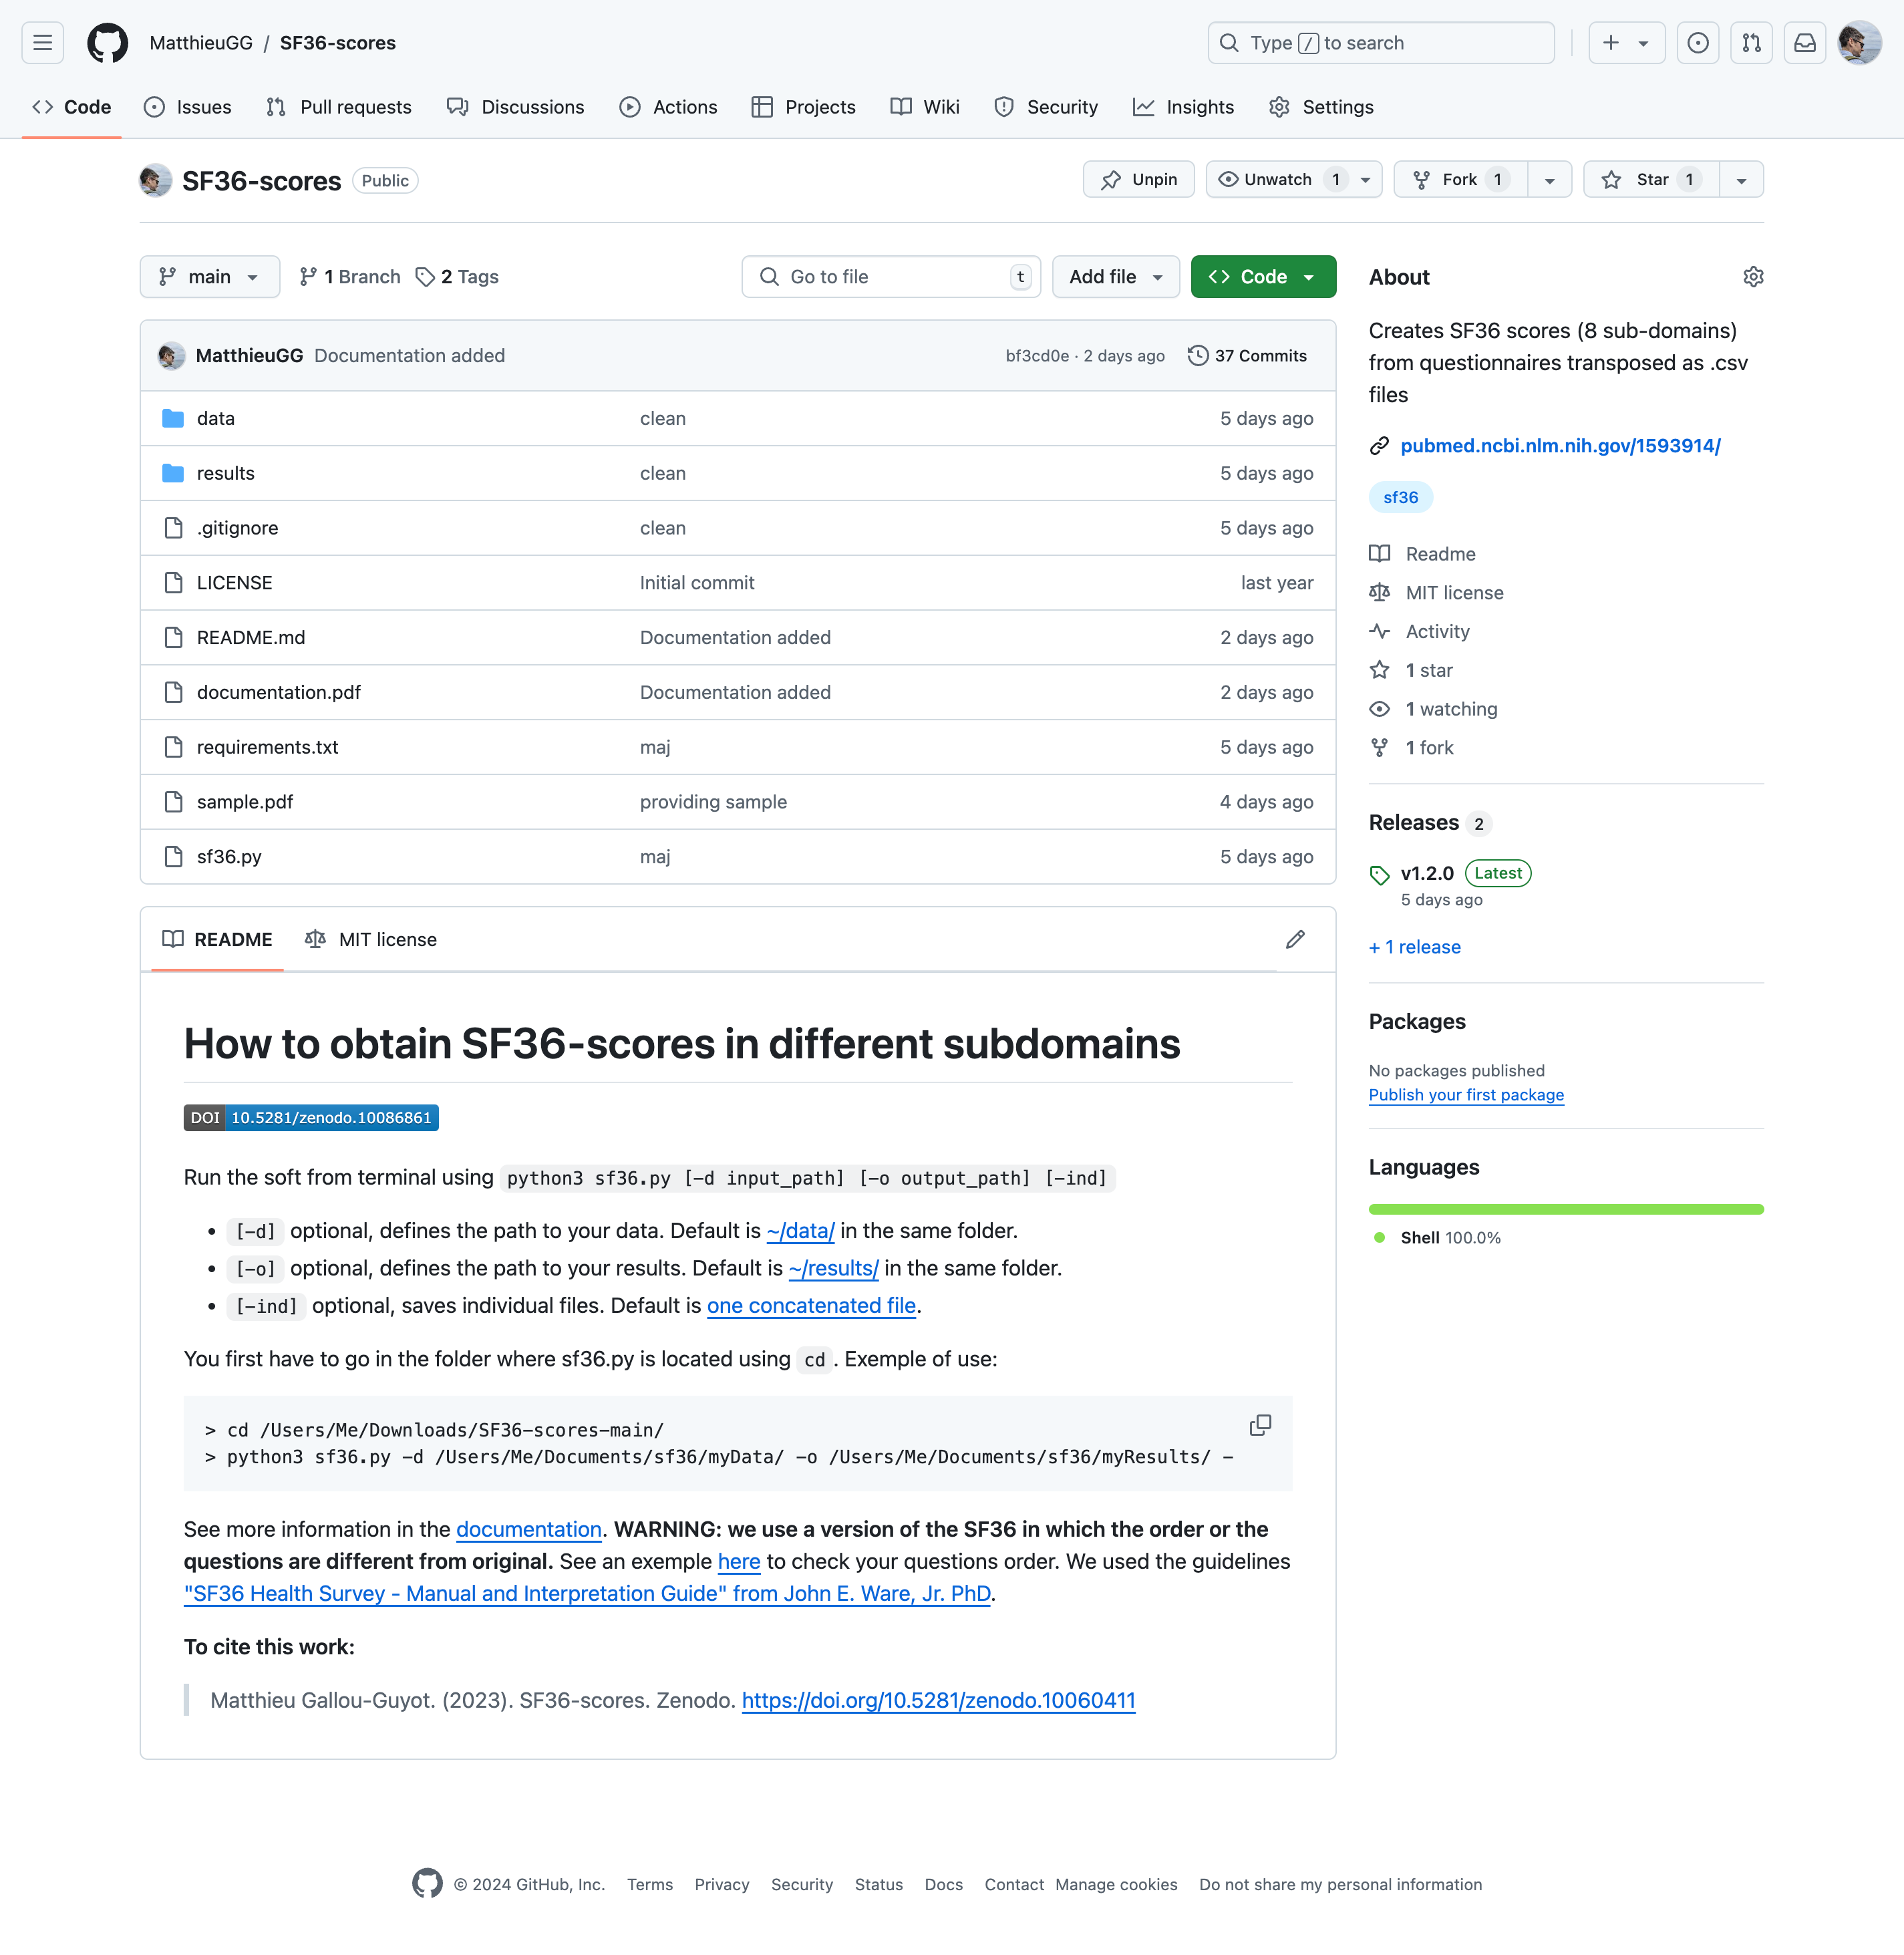 MatthieuGG / SF36-scores
Type / to search
Code Issues Pull requests Discussions Actions Projects Wiki Security Insights Settings
SF36-scores Public
Unpin Unwatch 1 Fork 1 Star 1
main 1 Branch 2 Tags
Go to file t Add file Code
MatthieuGG Documentation added bf3cd0e · 2 days ago 37 Commits
data clean 5 days ago
results clean 5 days ago
.gitignore clean 5 days ago
LICENSE Initial commit last year
README.md Documentation added 2 days ago
documentation.pdf Documentation added 2 days ago
requirements.txt maj 5 days ago
sample.pdf providing sample 4 days ago
sf36.py maj 5 days ago
README MIT license
How to obtain SF36-scores in different subdomains
DOI 10.5281/zenodo.10086861
Run the soft from terminal using python3 sf36.py [-d input_path] [-o output_path] [-ind]
• [-d] optional, defines the path to your data. Default is ~/data/ in the same folder.
• [-o] optional, defines the path to your results. Default is ~/results/ in the same folder.
• [-ind] optional, saves individual files. Default is one concatenated file.
You first have to go in the folder where sf36.py is located using cd. Exemple of use:
> cd /Users/Me/Downloads/SF36-scores-main/
> python3 sf36.py -d /Users/Me/Documents/sf36/myData/ -o /Users/Me/Documents/sf36/myResults/ -
See more information in the documentation. WARNING: we use a version of the SF36 in which the order or the
questions are different from original. See an exemple here to check your questions order. We used the guidelines
"SF36 Health Survey - Manual and Interpretation Guide" from John E. Ware, Jr. PhD.
To cite this work:
Matthieu Gallou-Guyot. (2023). SF36-scores. Zenodo. https://doi.org/10.5281/zenodo.10060411
About
Creates SF36 scores (8 sub-domains)
from questionnaires transposed as .csv
files
pubmed.ncbi.nlm.nih.gov/1593914/
sf36
Readme
MIT license
Activity
1 star
1 watching
1 fork
Releases 2
v1.2.0 Latest
5 days ago
+ 1 release
Packages
No packages published
Publish your first package
Languages
Shell 100.0%
© 2024 GitHub, Inc. Terms Privacy Security Status Docs Contact Manage cookies Do not share my personal information